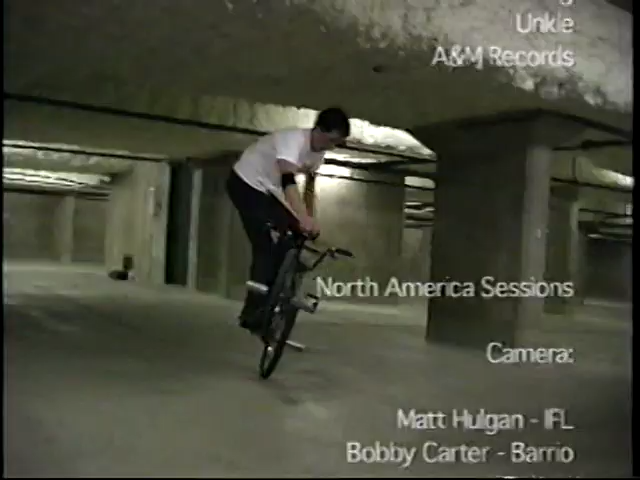 Unkle
A&M Records
North America Sessions
Camera:
Matt Hulgan - IFL
Bobby Carter - Barrio